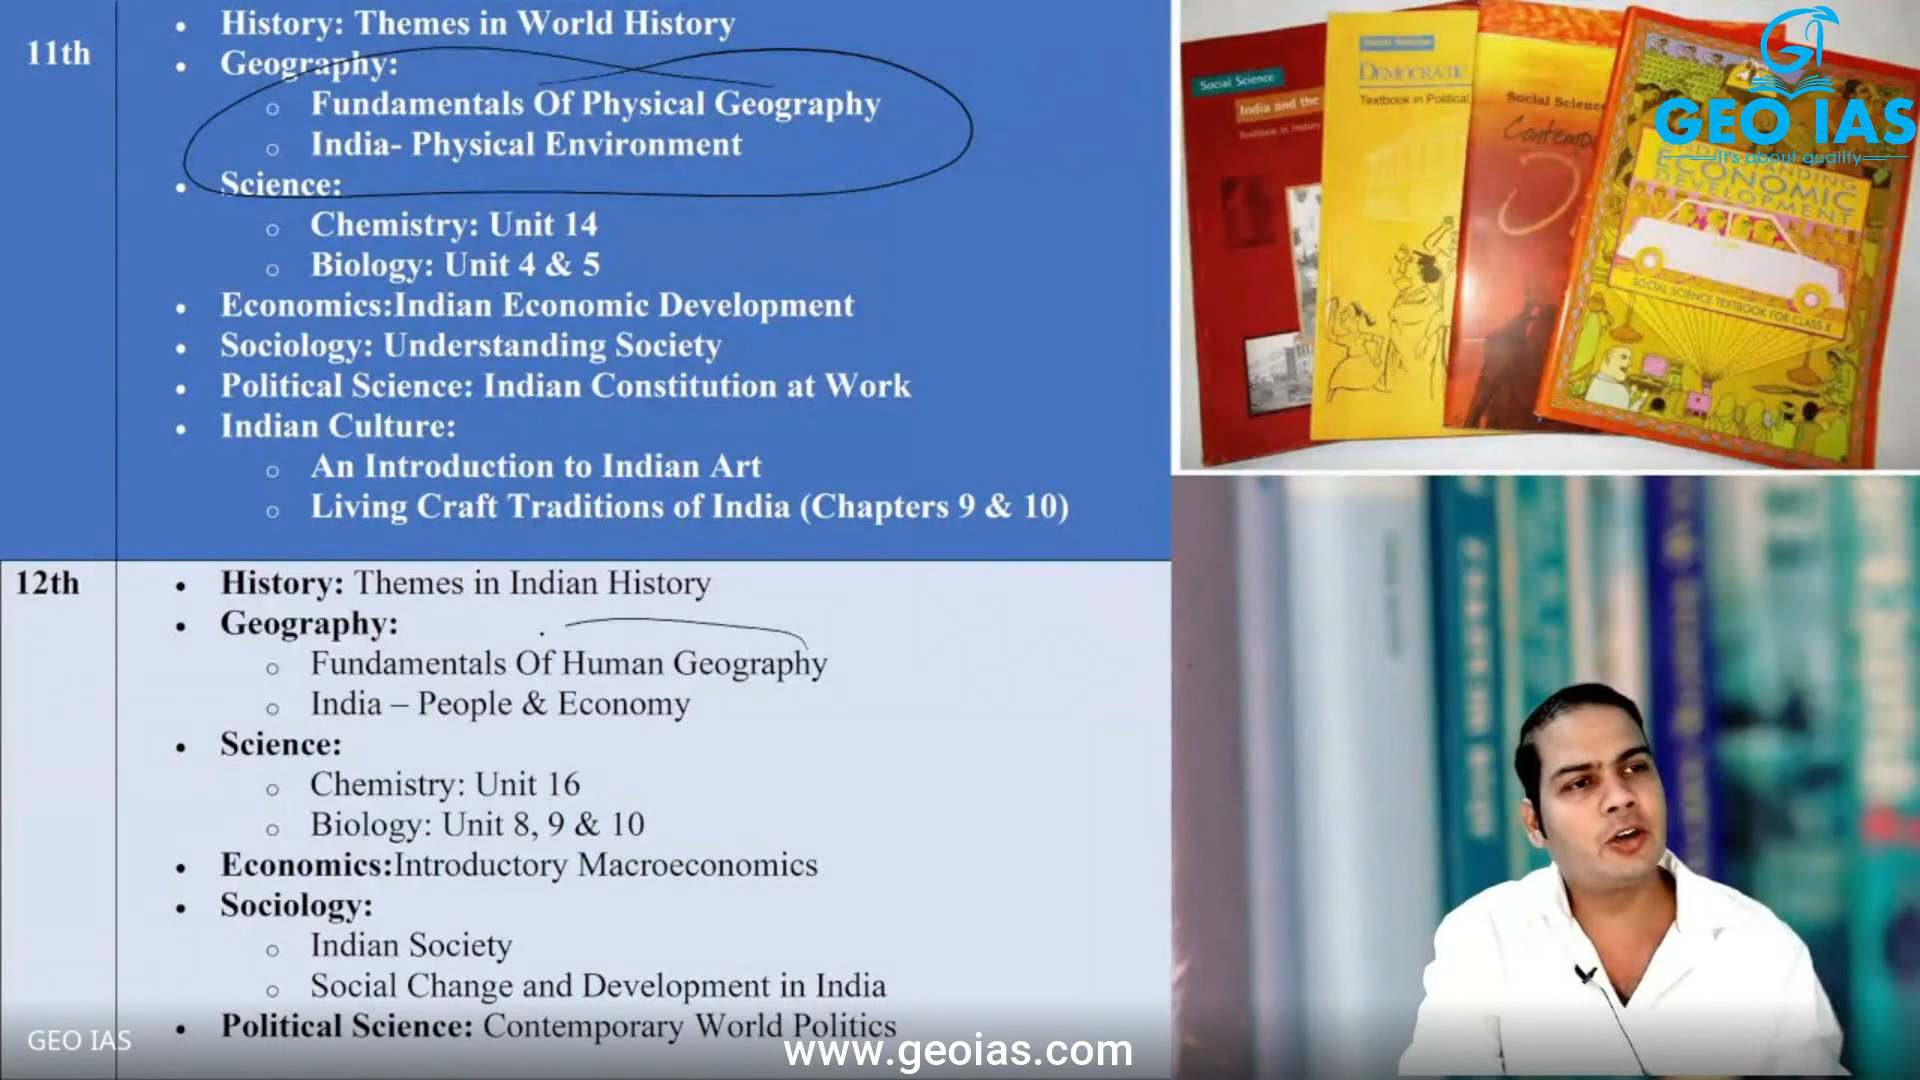 11th
History: Themes in World History
Geography:
Fundamentals Of Physical Geography
India- Physical Environment
Science:
Chemistry: Unit 14
Biology: Unit 4 & 5
Economics:Indian Economic Development
Sociology: Understanding Society
Political Science: Indian Constitution at Work
Indian Culture:
An Introduction to Indian Art
Living Craft Traditions of India (Chapters 9 & 10)
12th
History: Themes in Indian History
Geography:
Fundamentals Of Human Geography
India – People & Economy
Science:
Chemistry: Unit 16
Biology: Unit 8, 9 & 10
Economics:Introductory Macroeconomics
Sociology:
Indian Society
Social Change and Development in India
Political Science: Contemporary World Politics
GEO IAS
www.geoias.com
Social Science
India and the
Textbook in History
Social Science
DEMOCRATIC
Textbook in Political
Social Science
Contemp
GEO IAS
It's about quality
ECONOMIC
DEVELOPMENT
SOCIAL SCIENCE TEXTBOOK FOR CLASS X